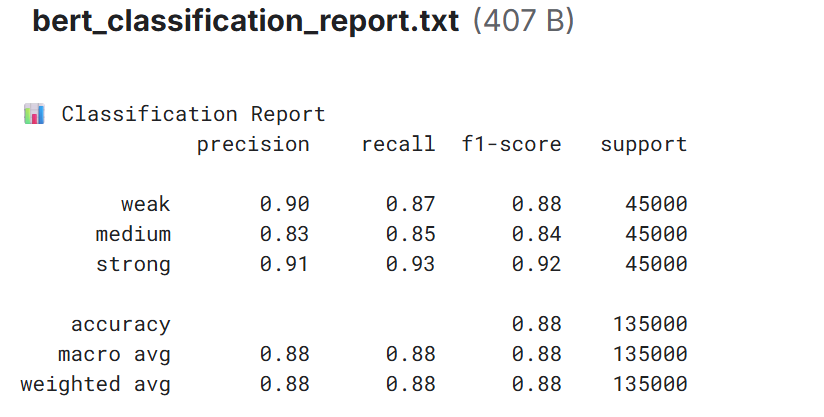 bert_classification_report.txt (407 B)
📊 Classification Report
precision recall f1-score support
weak 0.90 0.87 0.88 45000
medium 0.83 0.85 0.84 45000
strong 0.91 0.93 0.92 45000
accuracy 0.88 135000
macro avg 0.88 0.88 0.88 135000
weighted avg 0.88 0.88 0.88 135000